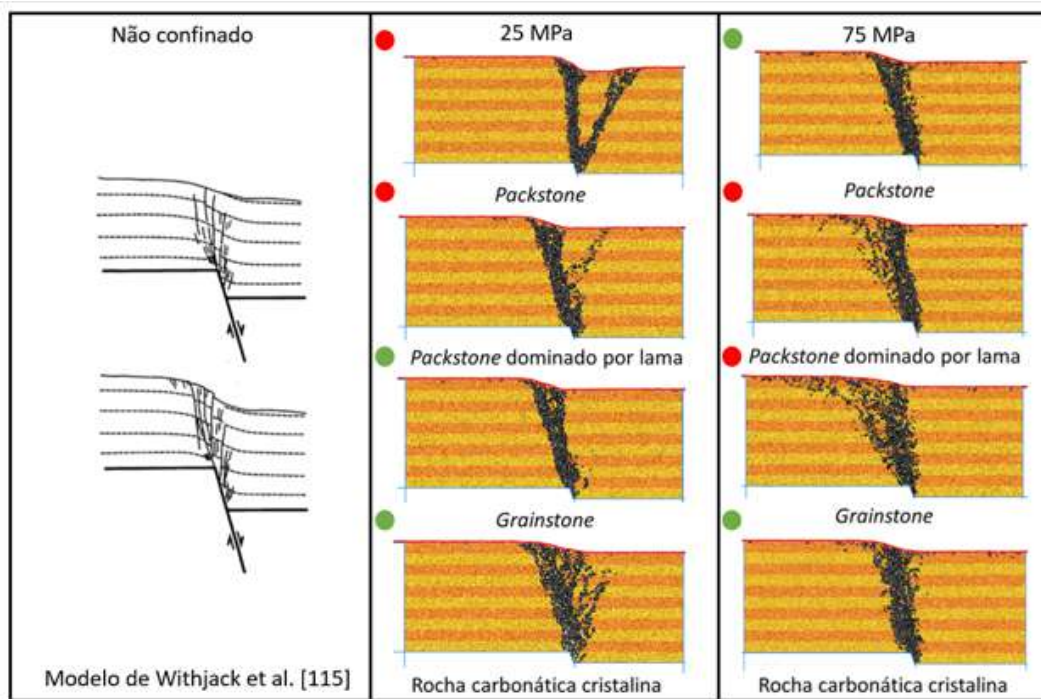 Não confinado
Modelo de Withjack et al. [115]
25 MPa
Packstone
Packstone dominado por lama
Grainstone
Rocha carbonática cristalina
75 MPa
Packstone
Packstone dominado por lama
Grainstone
Rocha carbonática cristalina